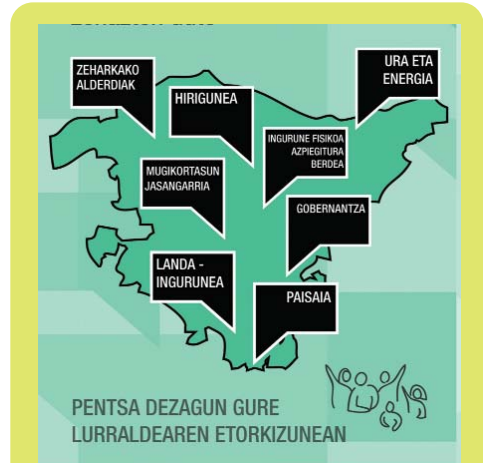 ZEHARKAKO
ALDERDIAK
HIRIGUNEA
URA ETA
ENERGIA
INGURUNE FISIKOA
AZPIEGITURA
BERDEA
MUGIKORTASUN
JASANGARRIA
GOBERNANTZA
LANDA -
INGURUNEA
PAISAIA
PENTSA DEZAGUN GURE
LURRALDEAREN ETORKIZUNEAN